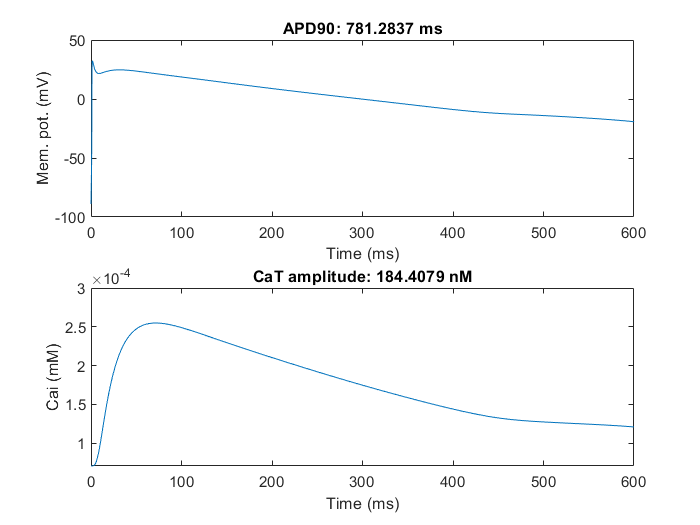 APD90: 781.2837 ms
50
0
-50
-100
Mem. pot. (mV)
0 100 200 300 400 500 600
Time (ms)
CaT amplitude: 184.4079 nM
×10-4
3
2.5
2
1.5
1
Cai (mM)
0 100 200 300 400 500 600
Time (ms)